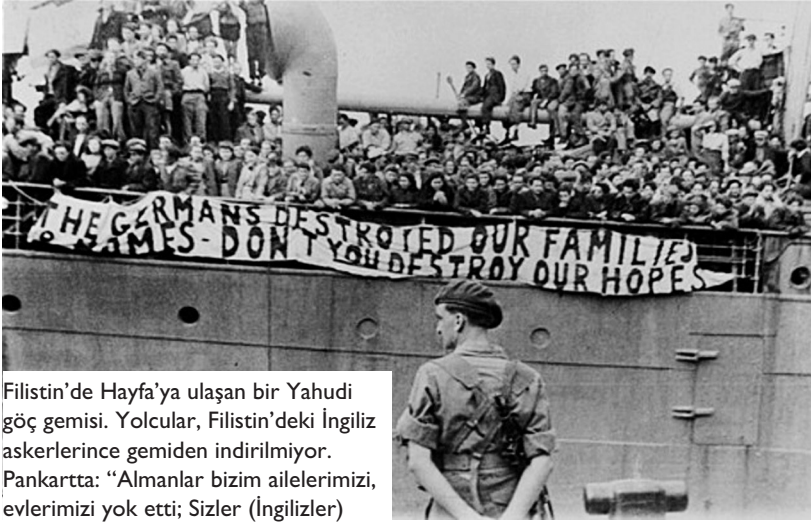 THE GERMANS DESTROYED OUR FAMILIES
& HOMES - DON'T YOU DESTROY OUR HOPES
Filistin’de Hayfa’ya ulaşan bir Yahudi
göç gemisi. Yolcular, Filistin’deki İngiliz
askerlerince gemiden indirilmiyor.
Pankartta: “Almanlar bizim ailelerimizi,
evlerimizi yok etti; Sizler (İngilizler)